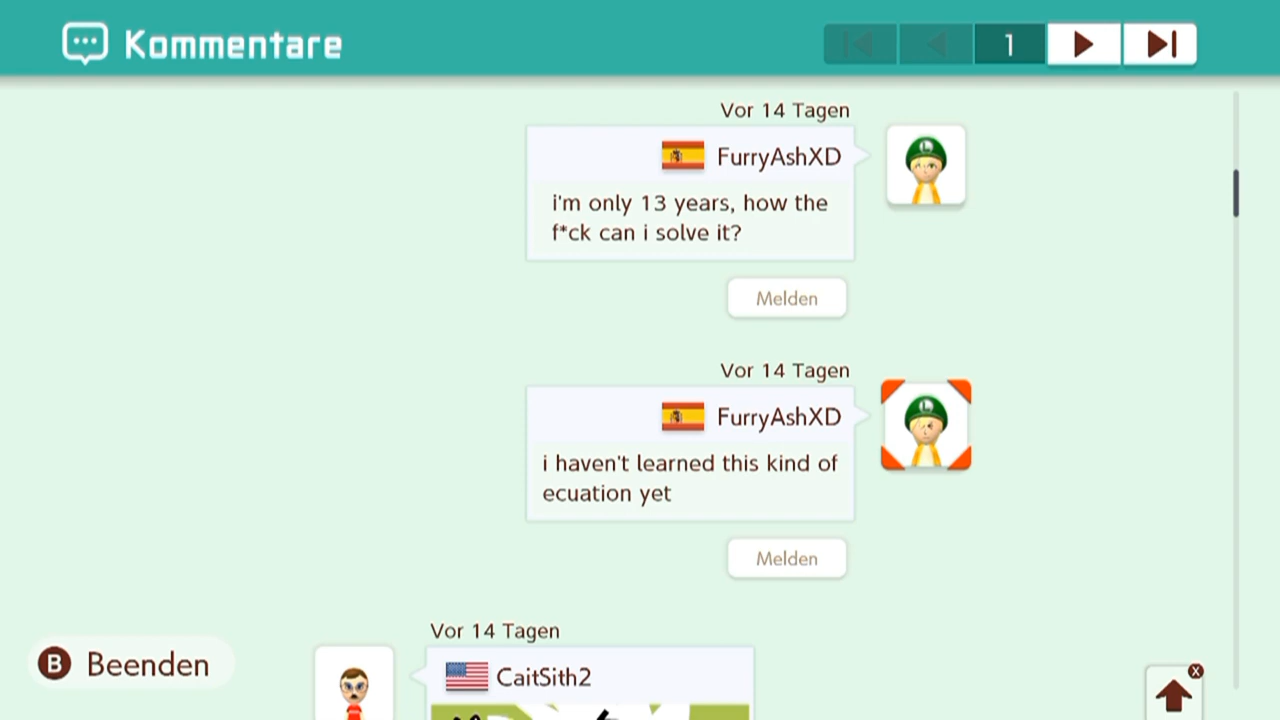 Kommentare
1
Vor 14 Tagen
FurryAshXD
i'm only 13 years, how the
f*ck can i solve it?
Melden
Vor 14 Tagen
FurryAshXD
i haven't learned this kind of
ecuation yet
Melden
Vor 14 Tagen
CaitSith2
B Beenden
X